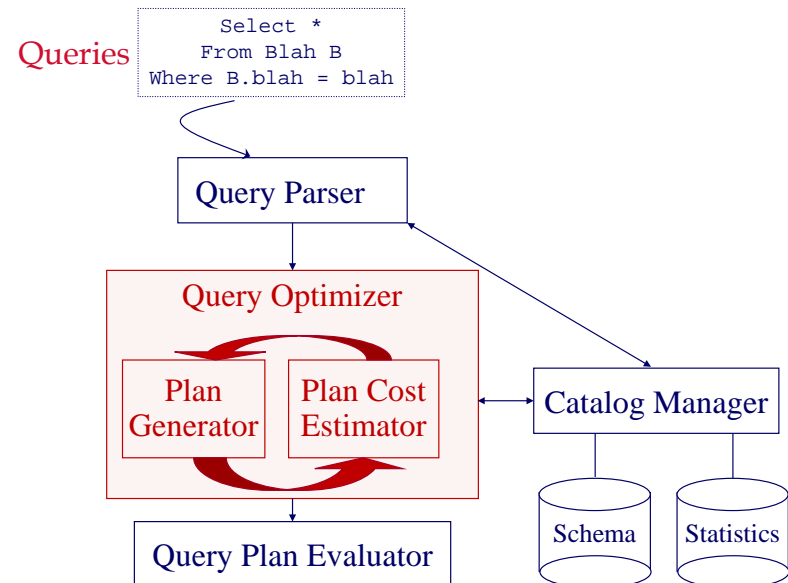 Queries
Select *
From Blah B
Where B.blah = blah
Query Parser
Query Optimizer
Plan
Generator
Plan Cost
Estimator
Catalog Manager
Schema
Statistics
Query Plan Evaluator